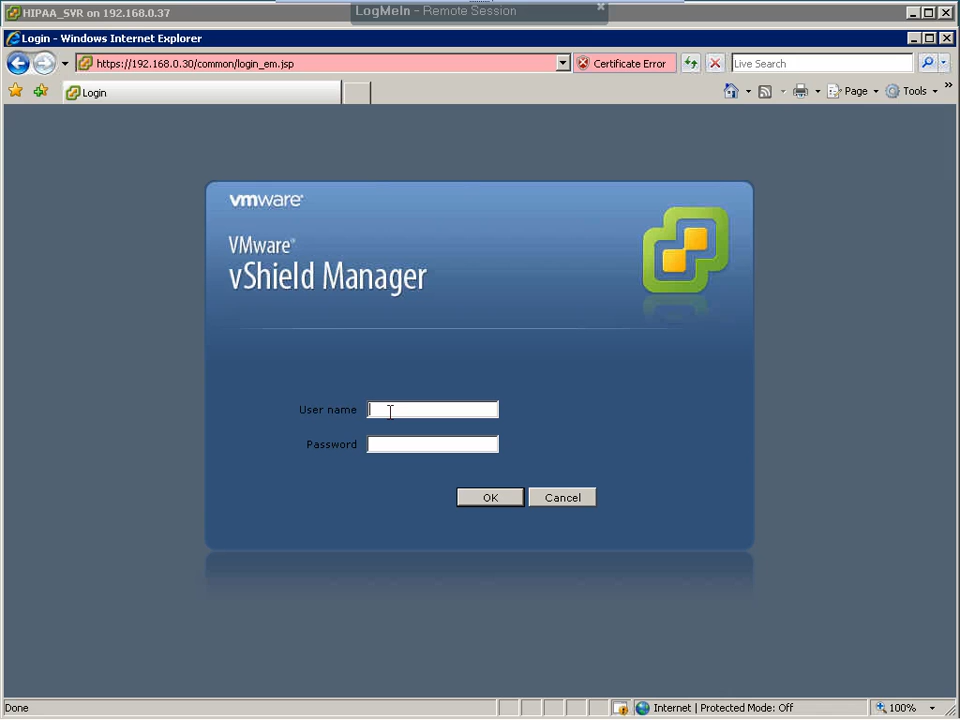 LogMeIn - Remote Session
HIPAA_SVR on 192.168.0.37
Login - Windows Internet Explorer
https://192.168.0.30/common/login_em.jsp
Certificate Error
Live Search
Login
Page
Tools
vmware®
VMware®
vShield Manager
User name
Password
OK
Cancel
Done
Internet | Protected Mode: Off
100%